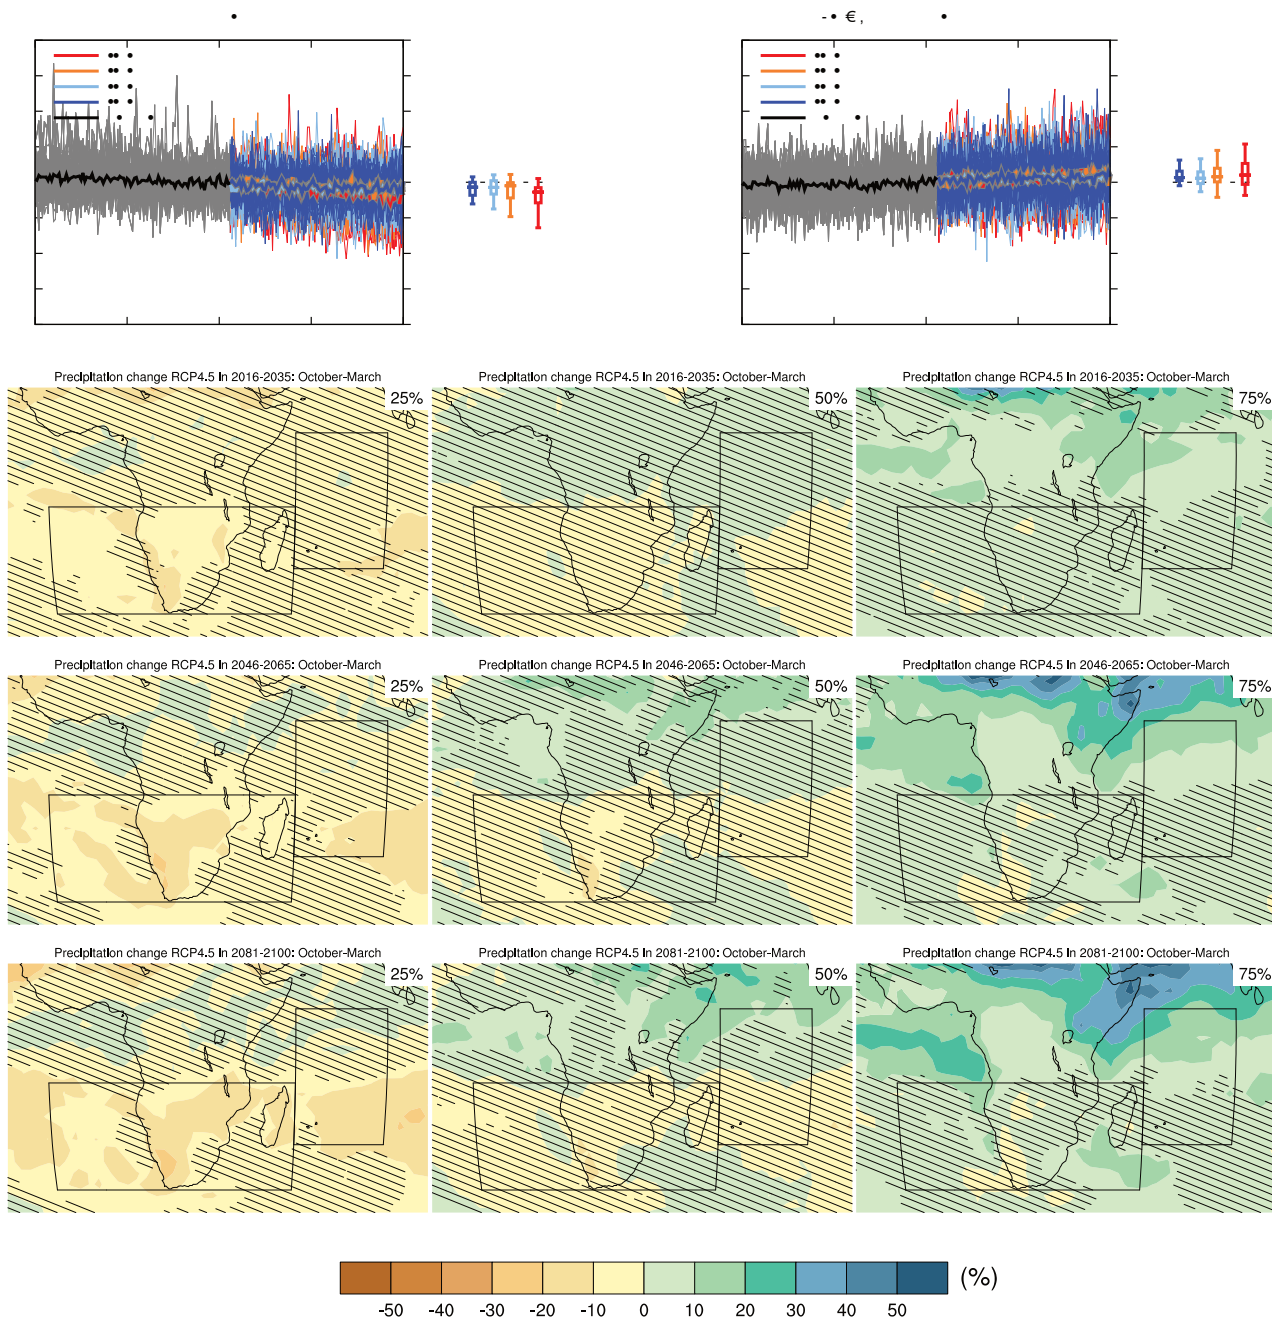 Precipitation change RCP4.5 in 2016-2035: October-March
25%
Precipitation change RCP4.5 in 2016-2035: October-March
50%
Precipitation change RCP4.5 in 2016-2035: October-March
75%
Precipitation change RCP4.5 in 2046-2065: October-March
25%
Precipitation change RCP4.5 in 2046-2065: October-March
50%
Precipitation change RCP4.5 in 2046-2065: October-March
75%
Precipitation change RCP4.5 in 2081-2100: October-March
25%
Precipitation change RCP4.5 in 2081-2100: October-March
50%
Precipitation change RCP4.5 in 2081-2100: October-March
75%
(%)
-50 -40 -30 -20 -10 0 10 20 30 40 50